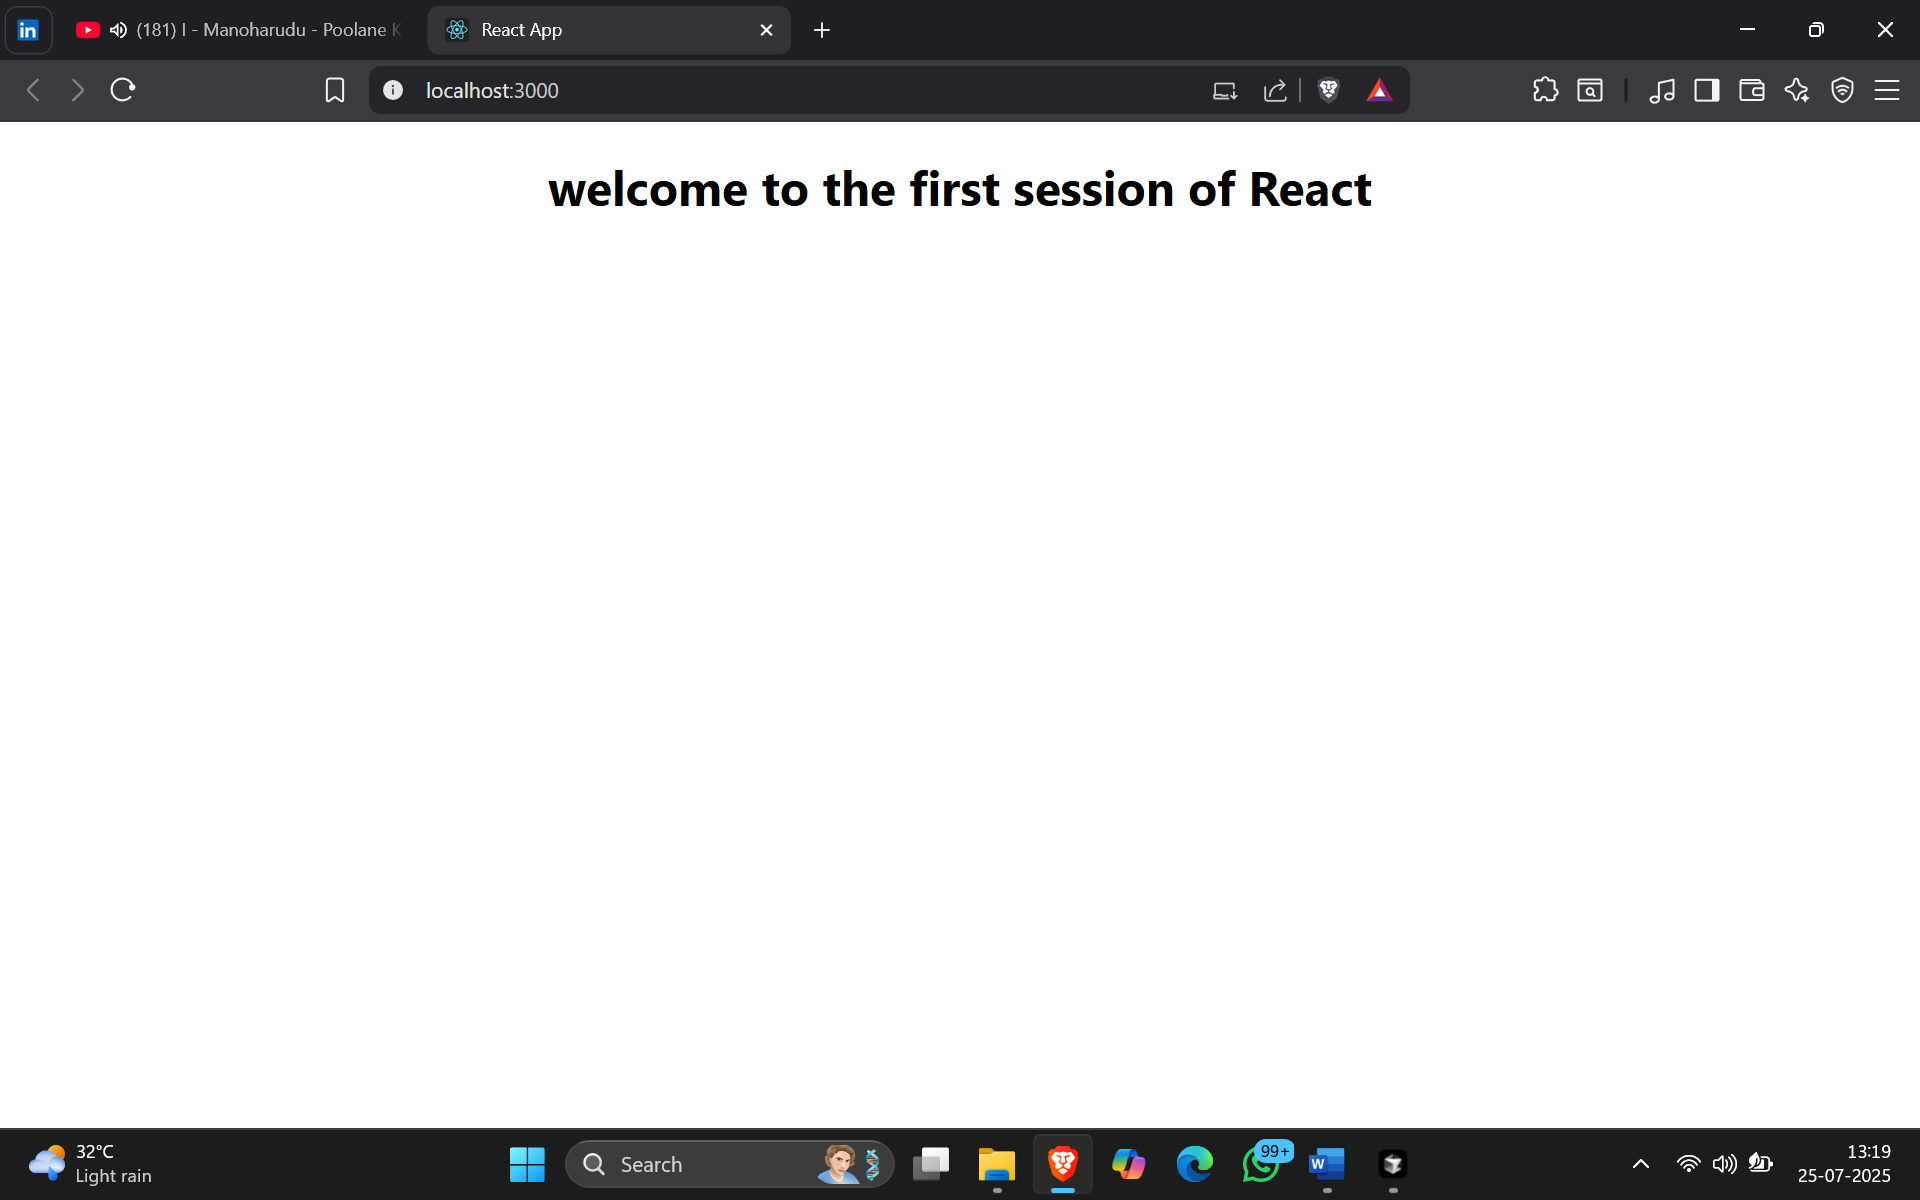 in
(181) I - Manoharudu - Poolane K
React App
localhost:3000
welcome to the first session of React
32°C
Light rain
Search
99+
W
13:19
25-07-2025